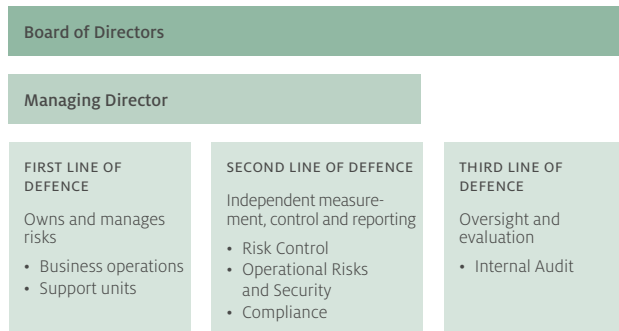 Board of Directors
Managing Director
FIRST LINE OF
DEFENCE
Owns and manages
risks
• Business operations
• Support units
SECOND LINE OF DEFENCE
Independent measure-
ment, control and reporting
• Risk Control
• Operational Risks
and Security
• Compliance
THIRD LINE OF
DEFENCE
Oversight and
evaluation
• Internal Audit